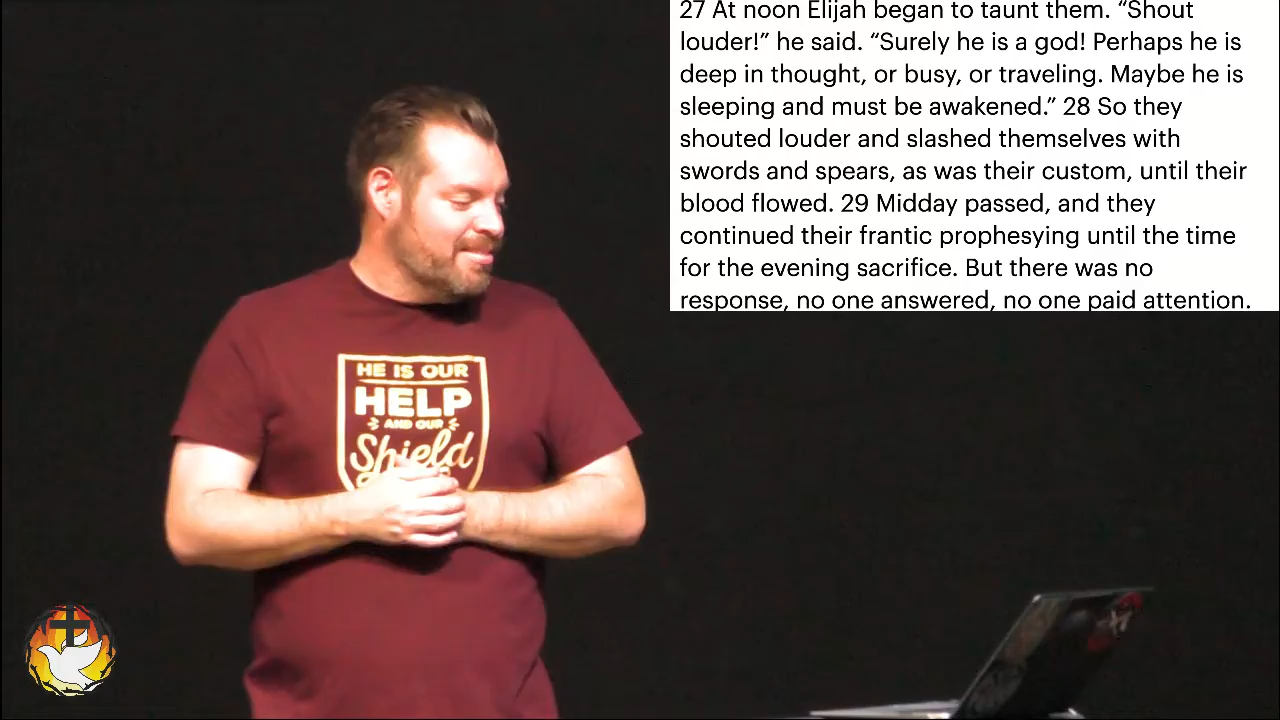 27 At noon Elijah began to taunt them. “Shout
louder!” he said. “Surely he is a god! Perhaps he is
deep in thought, or busy, or traveling. Maybe he is
sleeping and must be awakened.” 28 So they
shouted louder and slashed themselves with
swords and spears, as was their custom, until their
blood flowed. 29 Midday passed, and they
continued their frantic prophesying until the time
for the evening sacrifice. But there was no
response, no one answered, no one paid attention.
HE IS OUR
HELP
AND OUR
Shield